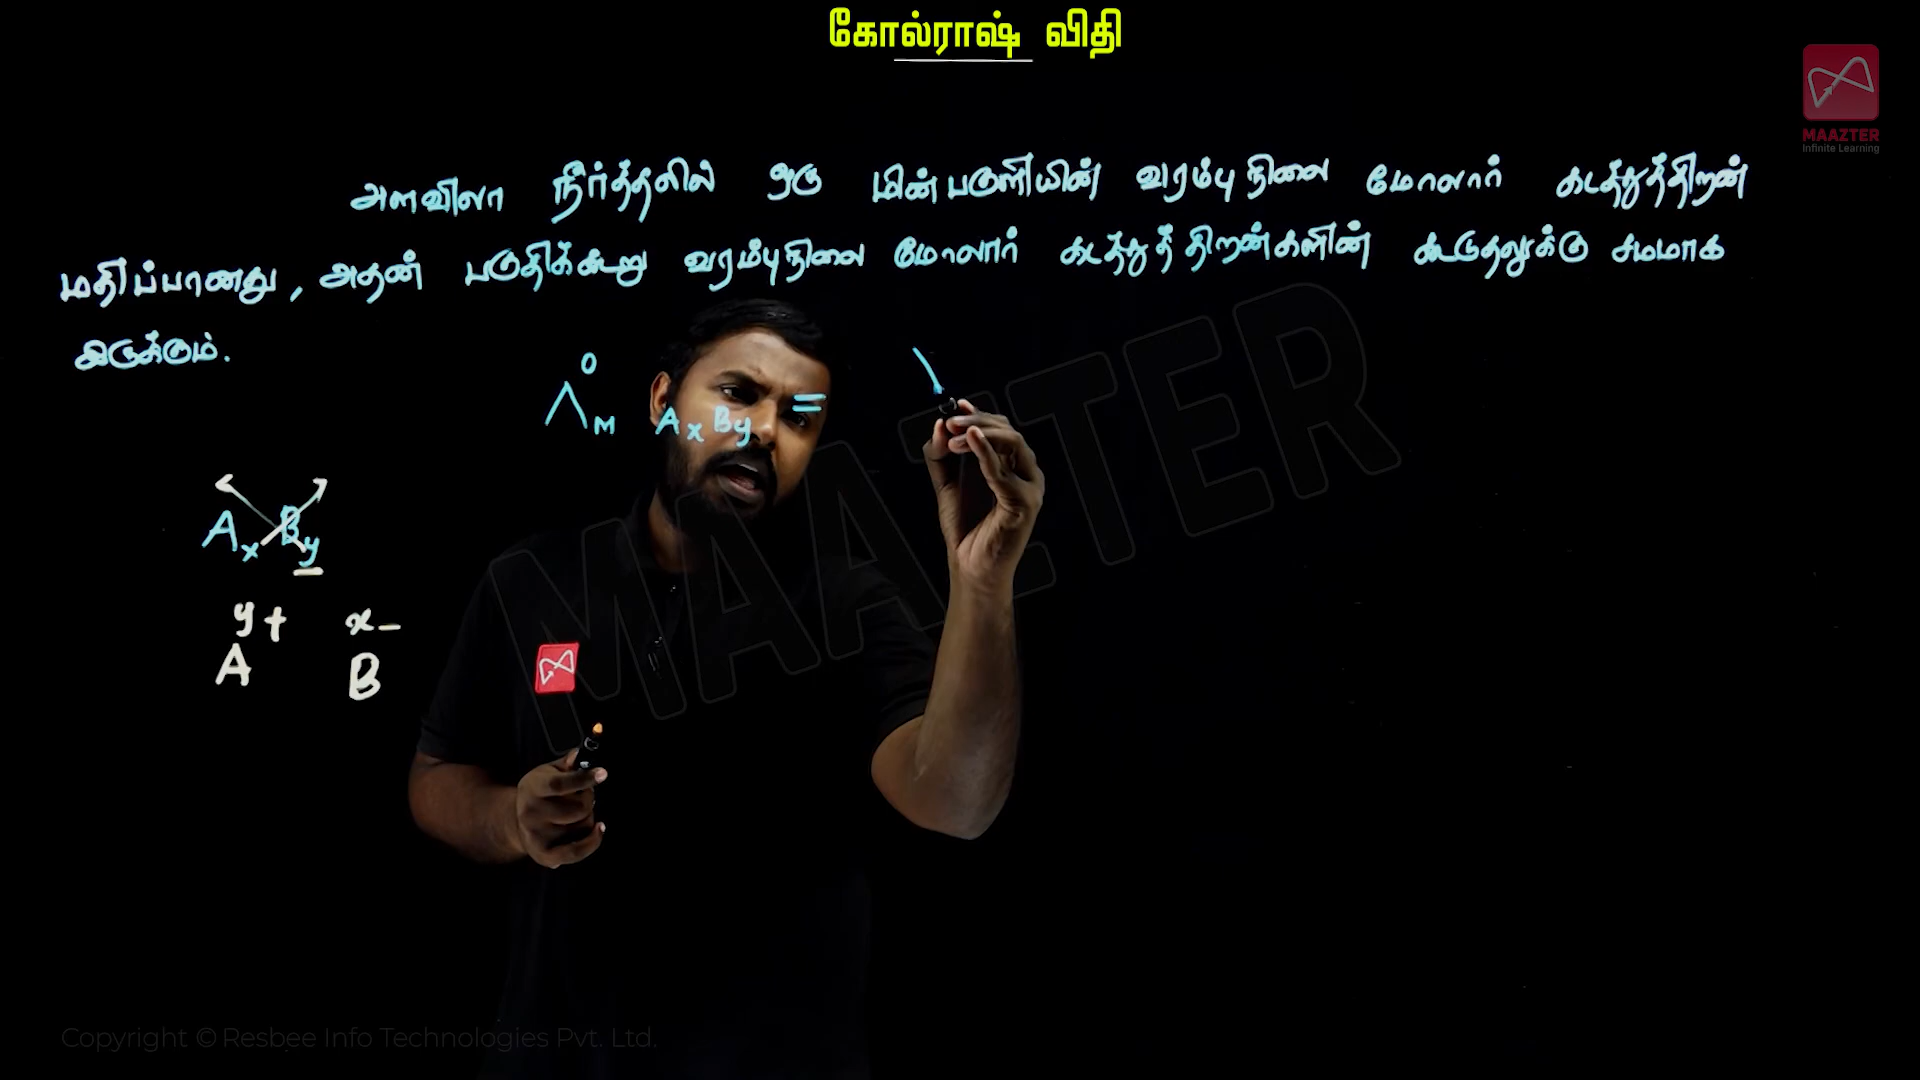 கோல்ராஷ் விதி
MAAZTER
Infinite Learning
அளவிலா நீர்த்தலில் ஒரு மின்பகுளியின் வரம்புநிலை மோலார் கடத்துத்திறன்
மதிப்பானது, அதன் பகுதிக்கூறு வரம்புநிலை மோலார் கடத்துத்திறன்களின் கூடுதலுக்கு சமமாக
இருக்கும்.
Λ⁰M AxBy =
AxBy
y+ x-
A B
MAAZTER
Copyright © Resbee Info Technologies Pvt. Ltd.